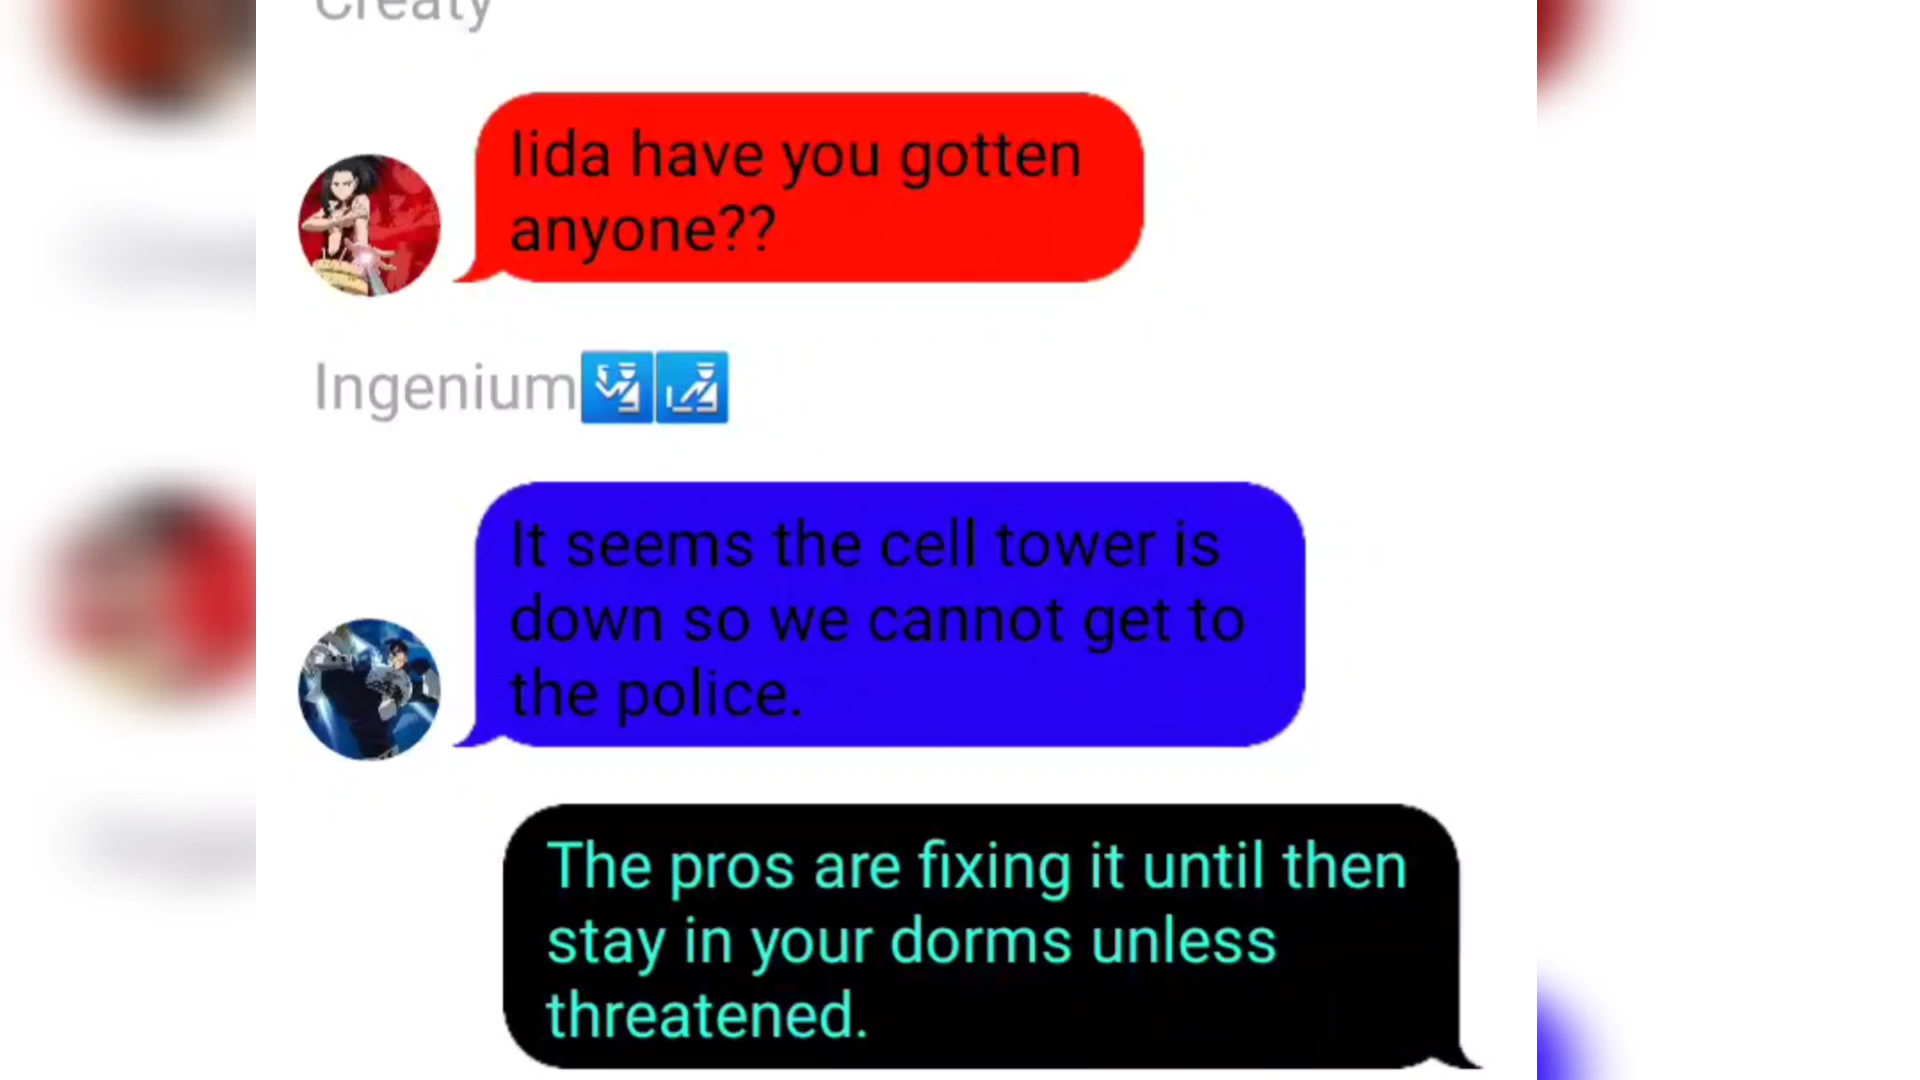 Creaty
Iida have you gotten
anyone??
Ingenium🛃🛂
It seems the cell tower is
down so we cannot get to
the police.
The pros are fixing it until then
stay in your dorms unless
threatened.